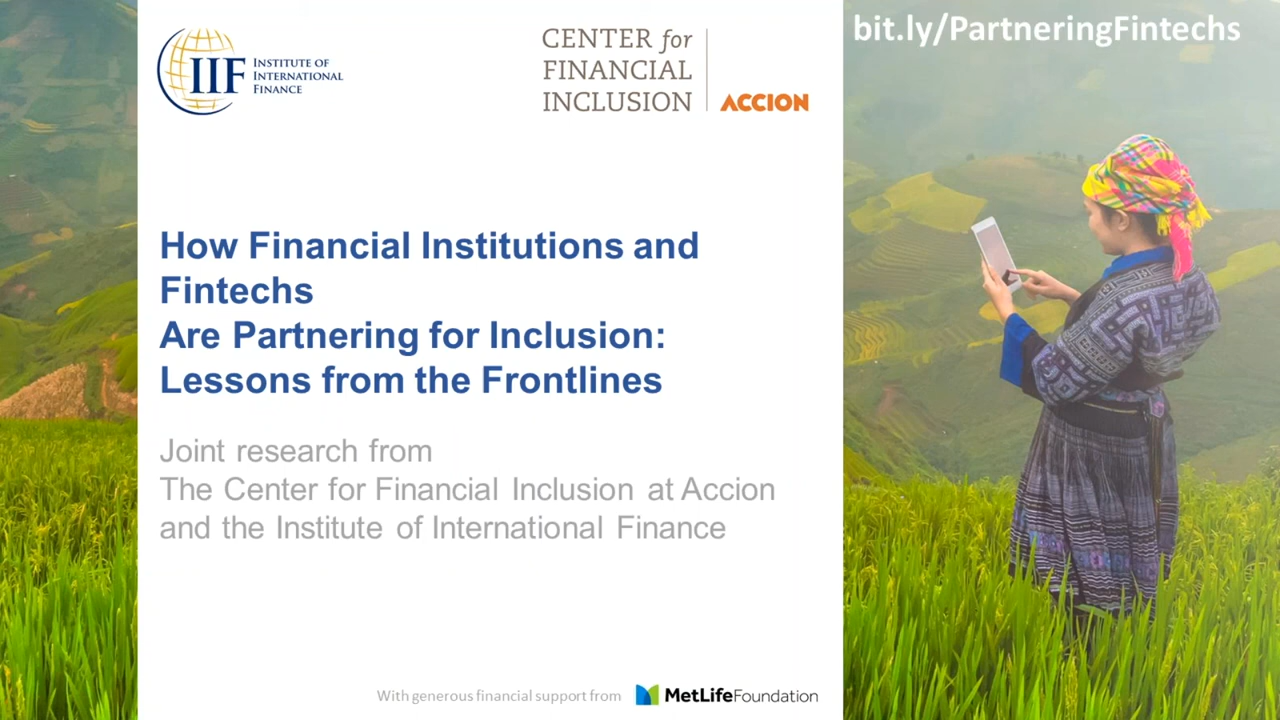 bit.ly/PartneringFintechs
IIF
INSTITUTE OF
INTERNATIONAL
FINANCE
CENTER for
FINANCIAL
INCLUSION
ACCION
How Financial Institutions and
Fintechs
Are Partnering for Inclusion:
Lessons from the Frontlines
Joint research from
The Center for Financial Inclusion at Accion
and the Institute of International Finance
With generous financial support from
MetLifeFoundation